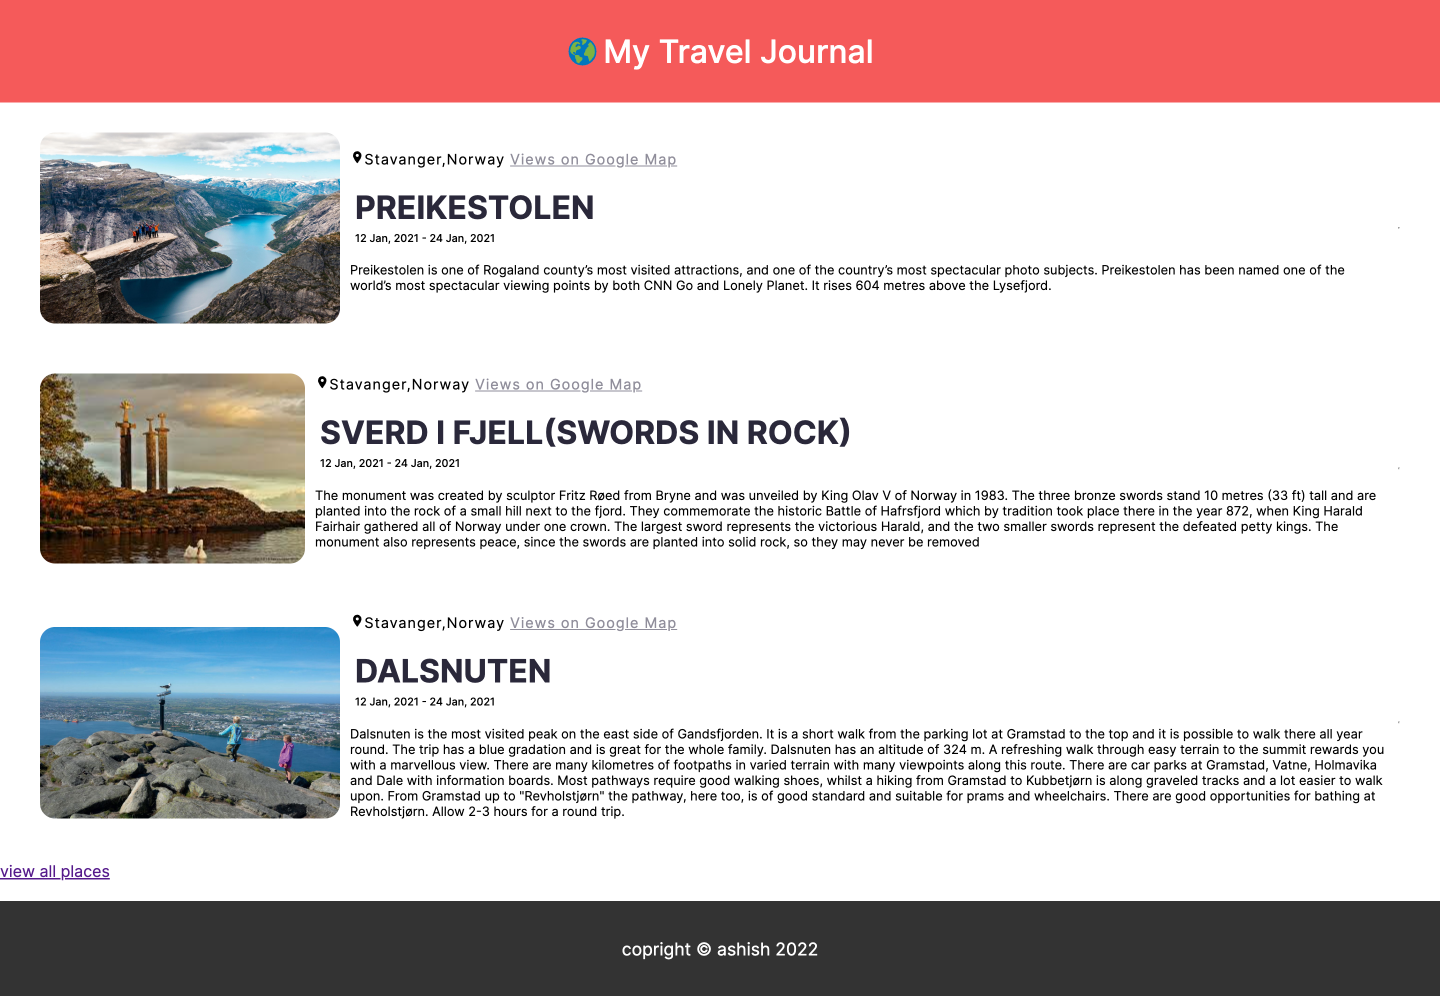 My Travel Journal
Stavanger,Norway Views on Google Map
PREIKESTOLEN
12 Jan, 2021 - 24 Jan, 2021
Preikestolen is one of Rogaland county’s most visited attractions, and one of the country’s most spectacular photo subjects. Preikestolen has been named one of the
world’s most spectacular viewing points by both CNN Go and Lonely Planet. It rises 604 metres above the Lysefjord.
Stavanger,Norway Views on Google Map
SVERD I FJELL(SWORDS IN ROCK)
12 Jan, 2021 - 24 Jan, 2021
The monument was created by sculptor Fritz Røed from Bryne and was unveiled by King Olav V of Norway in 1983. The three bronze swords stand 10 metres (33 ft) tall and are
planted into the rock of a small hill next to the fjord. They commemorate the historic Battle of Hafrsfjord which by tradition took place there in the year 872, when King Harald
Fairhair gathered all of Norway under one crown. The largest sword represents the victorious Harald, and the two smaller swords represent the defeated petty kings. The
monument also represents peace, since the swords are planted into solid rock, so they may never be removed
Stavanger,Norway Views on Google Map
DALSNUTEN
12 Jan, 2021 - 24 Jan, 2021
Dalsnuten is the most visited peak on the east side of Gandsfjorden. It is a short walk from the parking lot at Gramstad to the top and it is possible to walk there all year
round. The trip has a blue gradation and is great for the whole family. Dalsnuten has an altitude of 324 m. A refreshing walk through easy terrain to the summit rewards you
with a marvellous view. There are many kilometres of footpaths in varied terrain with many viewpoints along this route. There are car parks at Gramstad, Vatne, Holmavika
and Dale with information boards. Most pathways require good walking shoes, whilst a hiking from Gramstad to Kubbetjørn is along graveled tracks and a lot easier to walk
upon. From Gramstad up to "Revholstjørn" the pathway, here too, is of good standard and suitable for prams and wheelchairs. There are good opportunities for bathing at
Revholstjørn. Allow 2-3 hours for a round trip.
view all places
copright © ashish 2022